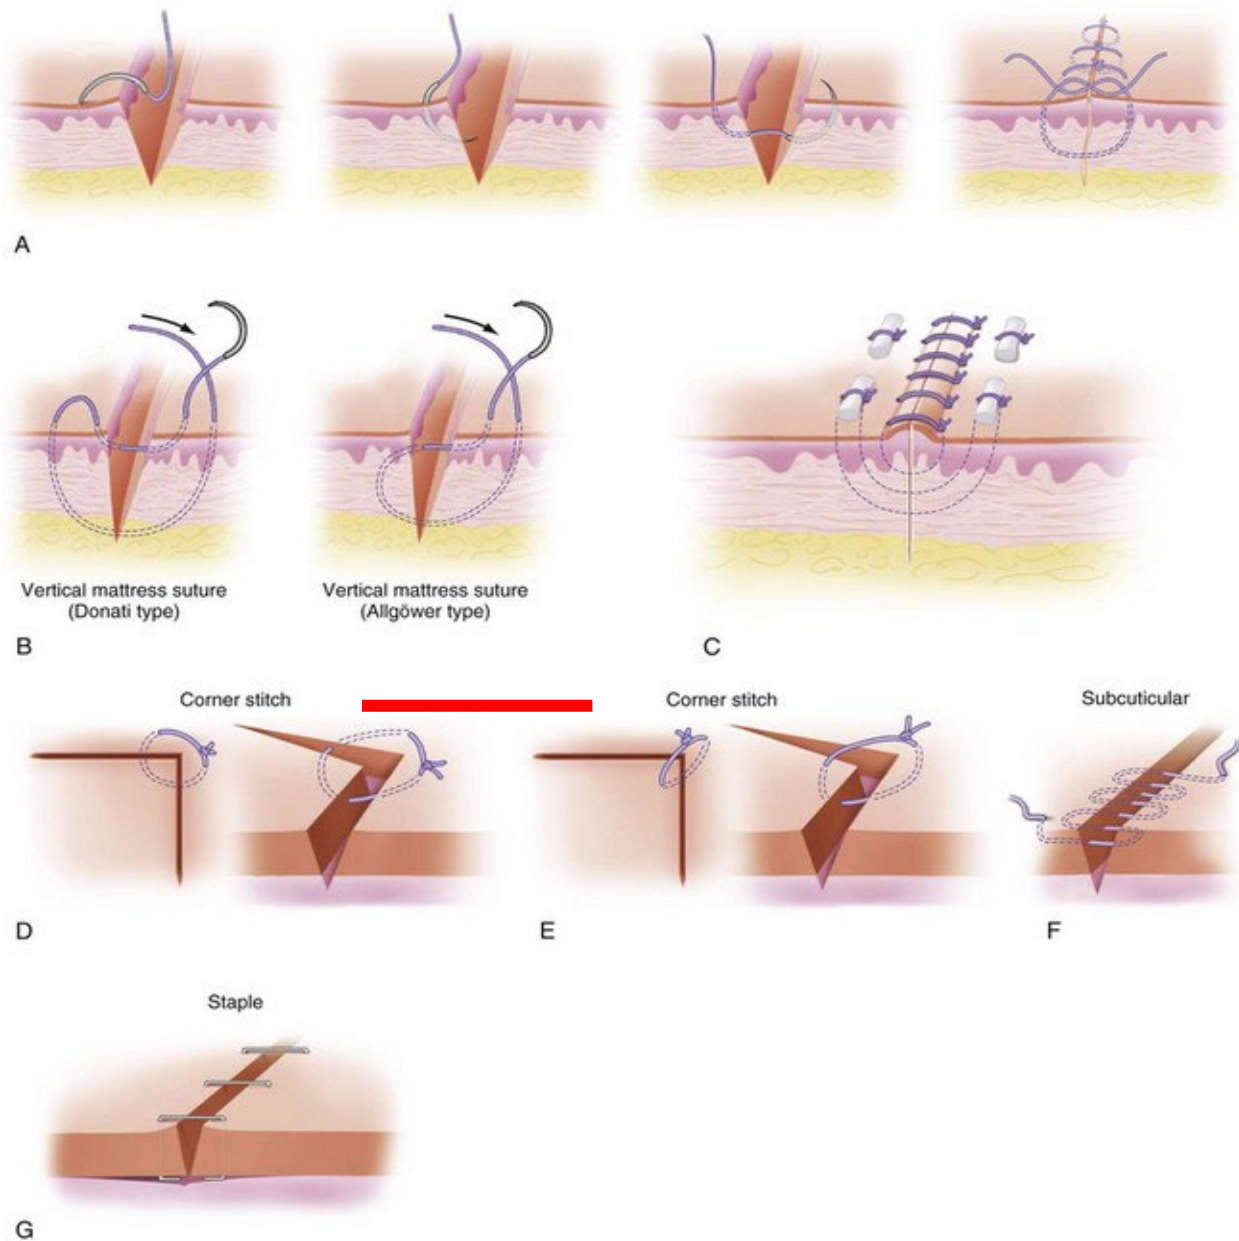 A
Vertical mattress suture
(Donati type)
Vertical mattress suture
(Allgöwer type)
B
C
Corner stitch
Corner stitch
Subcuticular
D
E
F
Staple
G